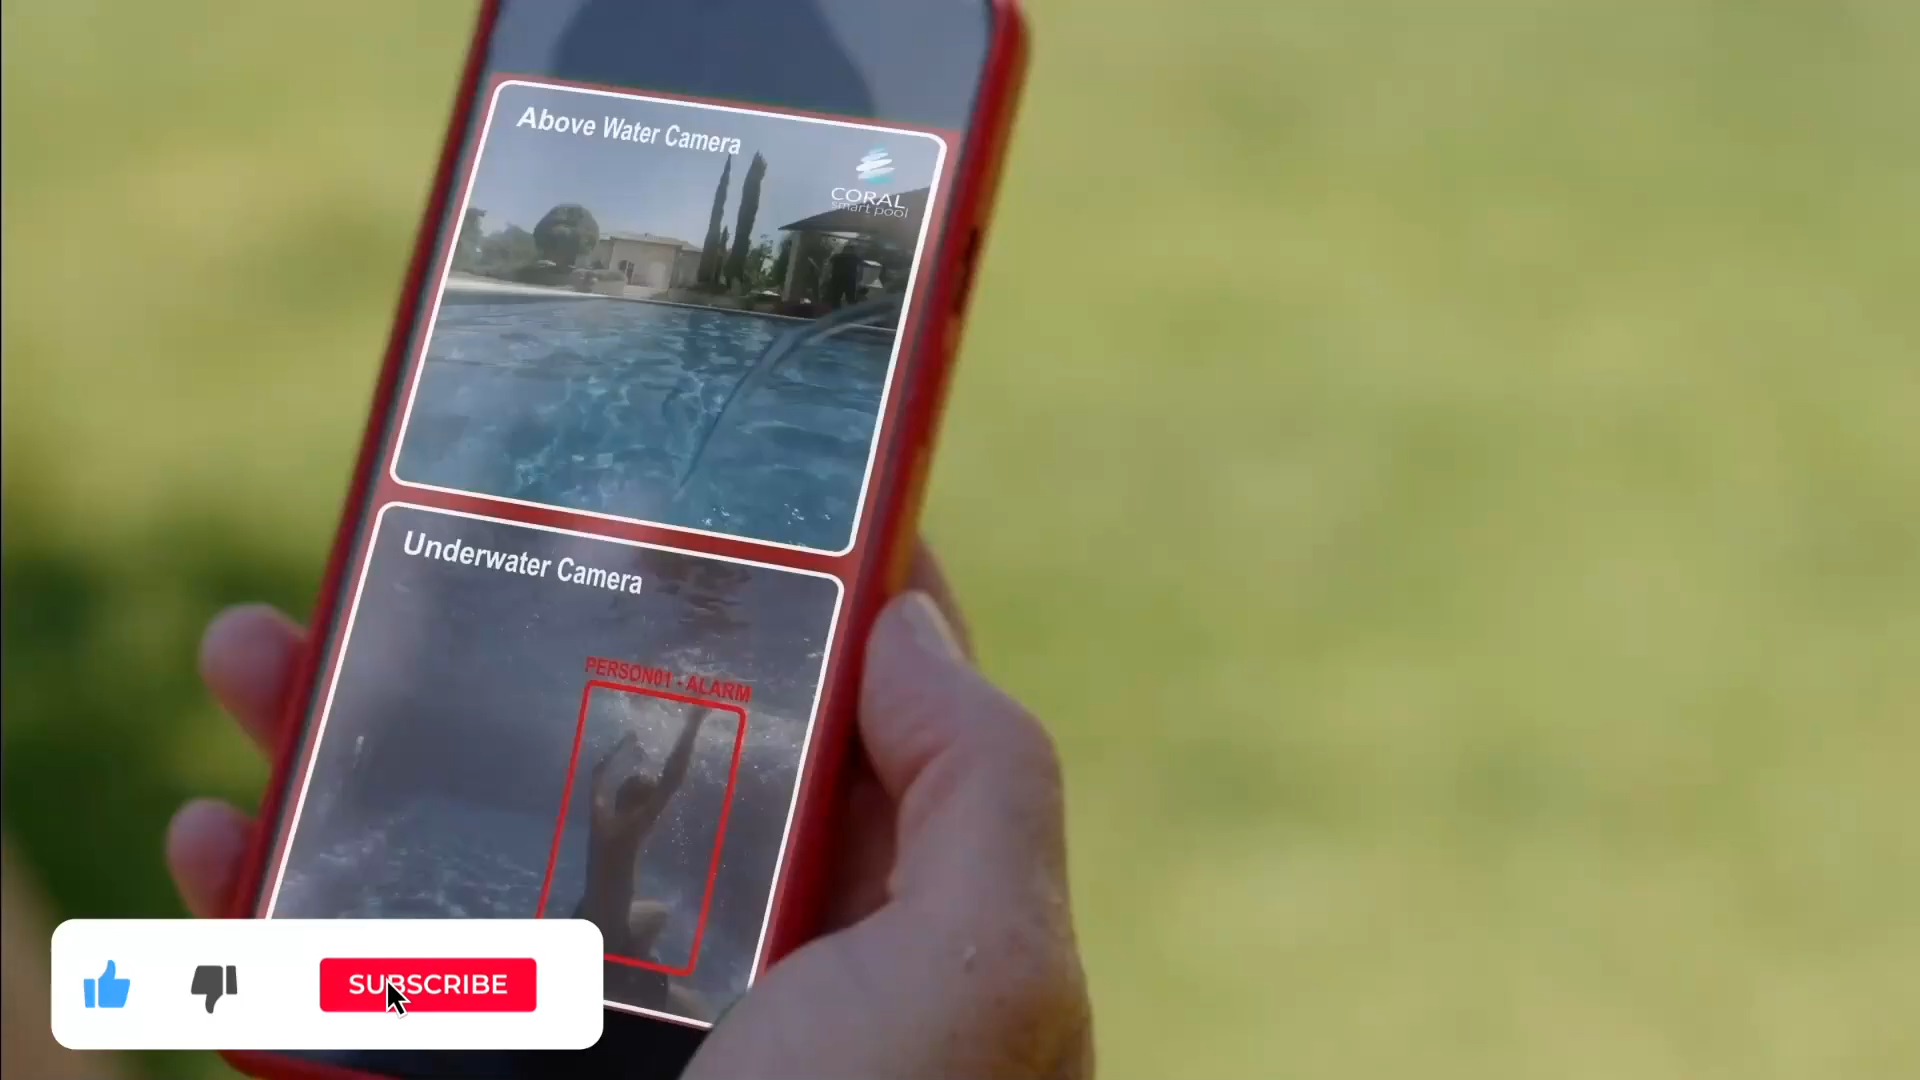 Above Water Camera
CORAL
smart pool
Underwater Camera
PERSON01 - ALARM
SUBSCRIBE